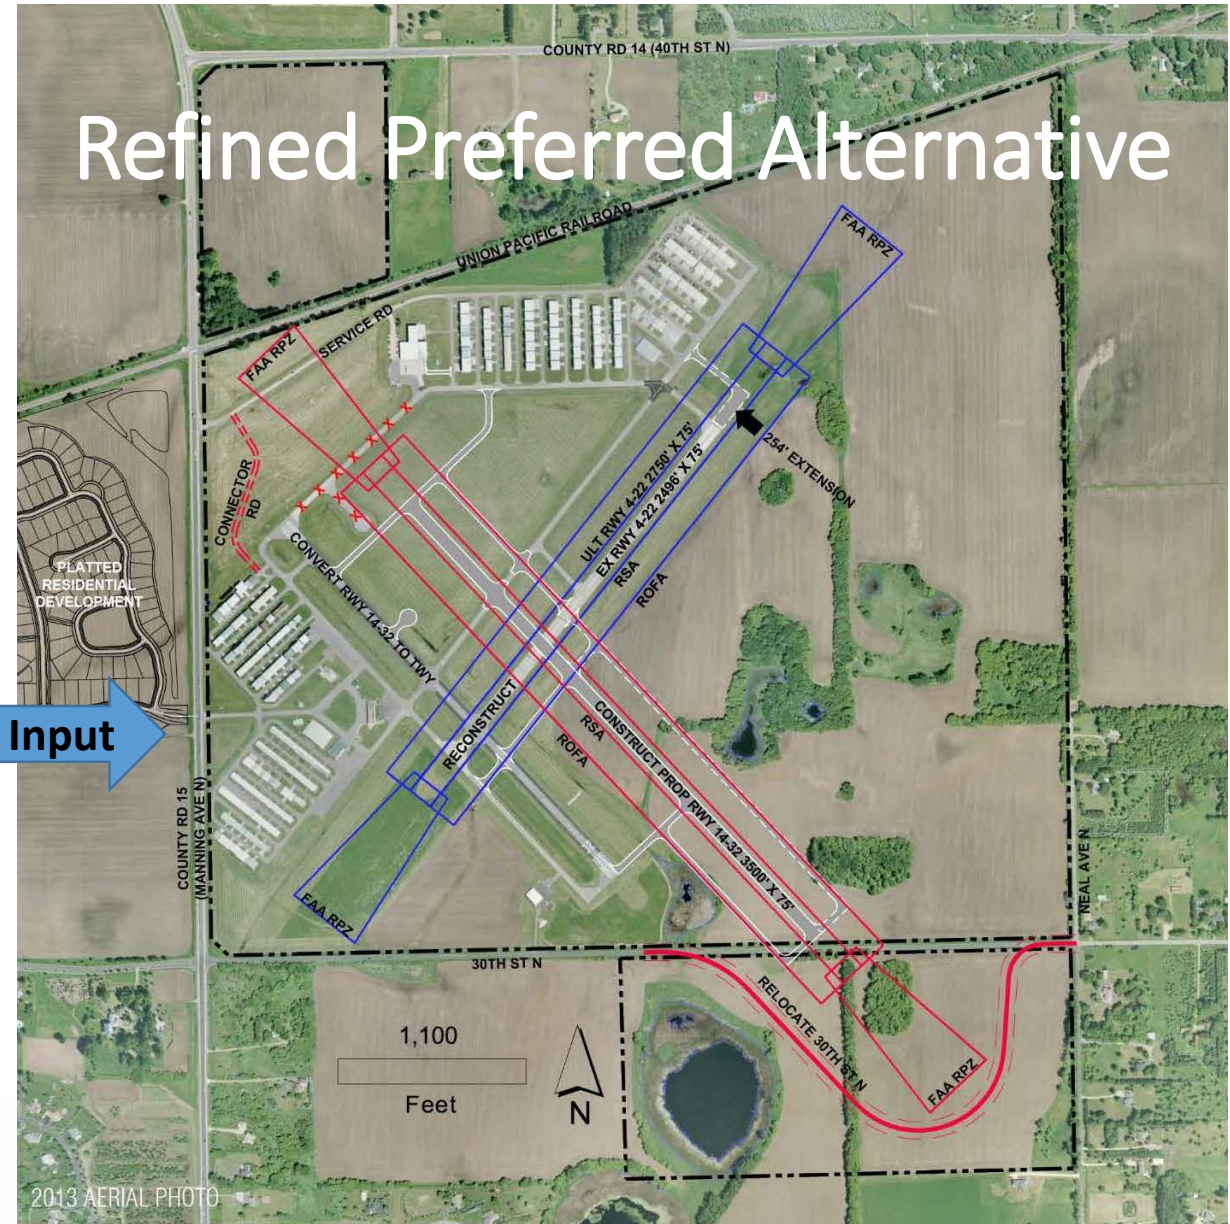 COUNTY RD 14 (40TH ST N)
Refined Preferred Alternative
UNION PACIFIC RAILROAD
FAA RPZ
SERVICE RD
FAA RPZ
254' EXTENSION
ULT RWY 4-22 2750' X 75'
EX RWY 4-22 2496' X 75'
RSA
ROFA
CONNECTOR
RD
CONVERT RWY 14-32 TO TWY
PLATTED
RESIDENTIAL
DEVELOPMENT
Input
RECONSTRUCT
CONSTRUCT PROP RWY 14-32 3500' X 75'
RSA
ROFA
COUNTY RD 15
(MANNING AVE N)
NEAL AVE N
FAA RPZ
30TH ST N
RELOCATE 30TH ST N
FAA RPZ
1,100
Feet
N
2013 AERIAL PHOTO